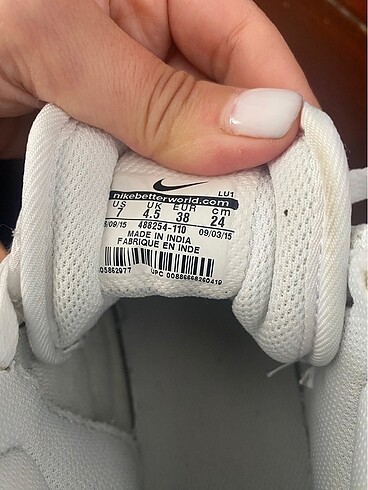 LU1
nikebetterworld.com
US UK EUR cm
7 4.5 38 24
488254-110 09/03/15
MADE IN INDIA
FABRIQUE EN INDE
UPC 00886668260419